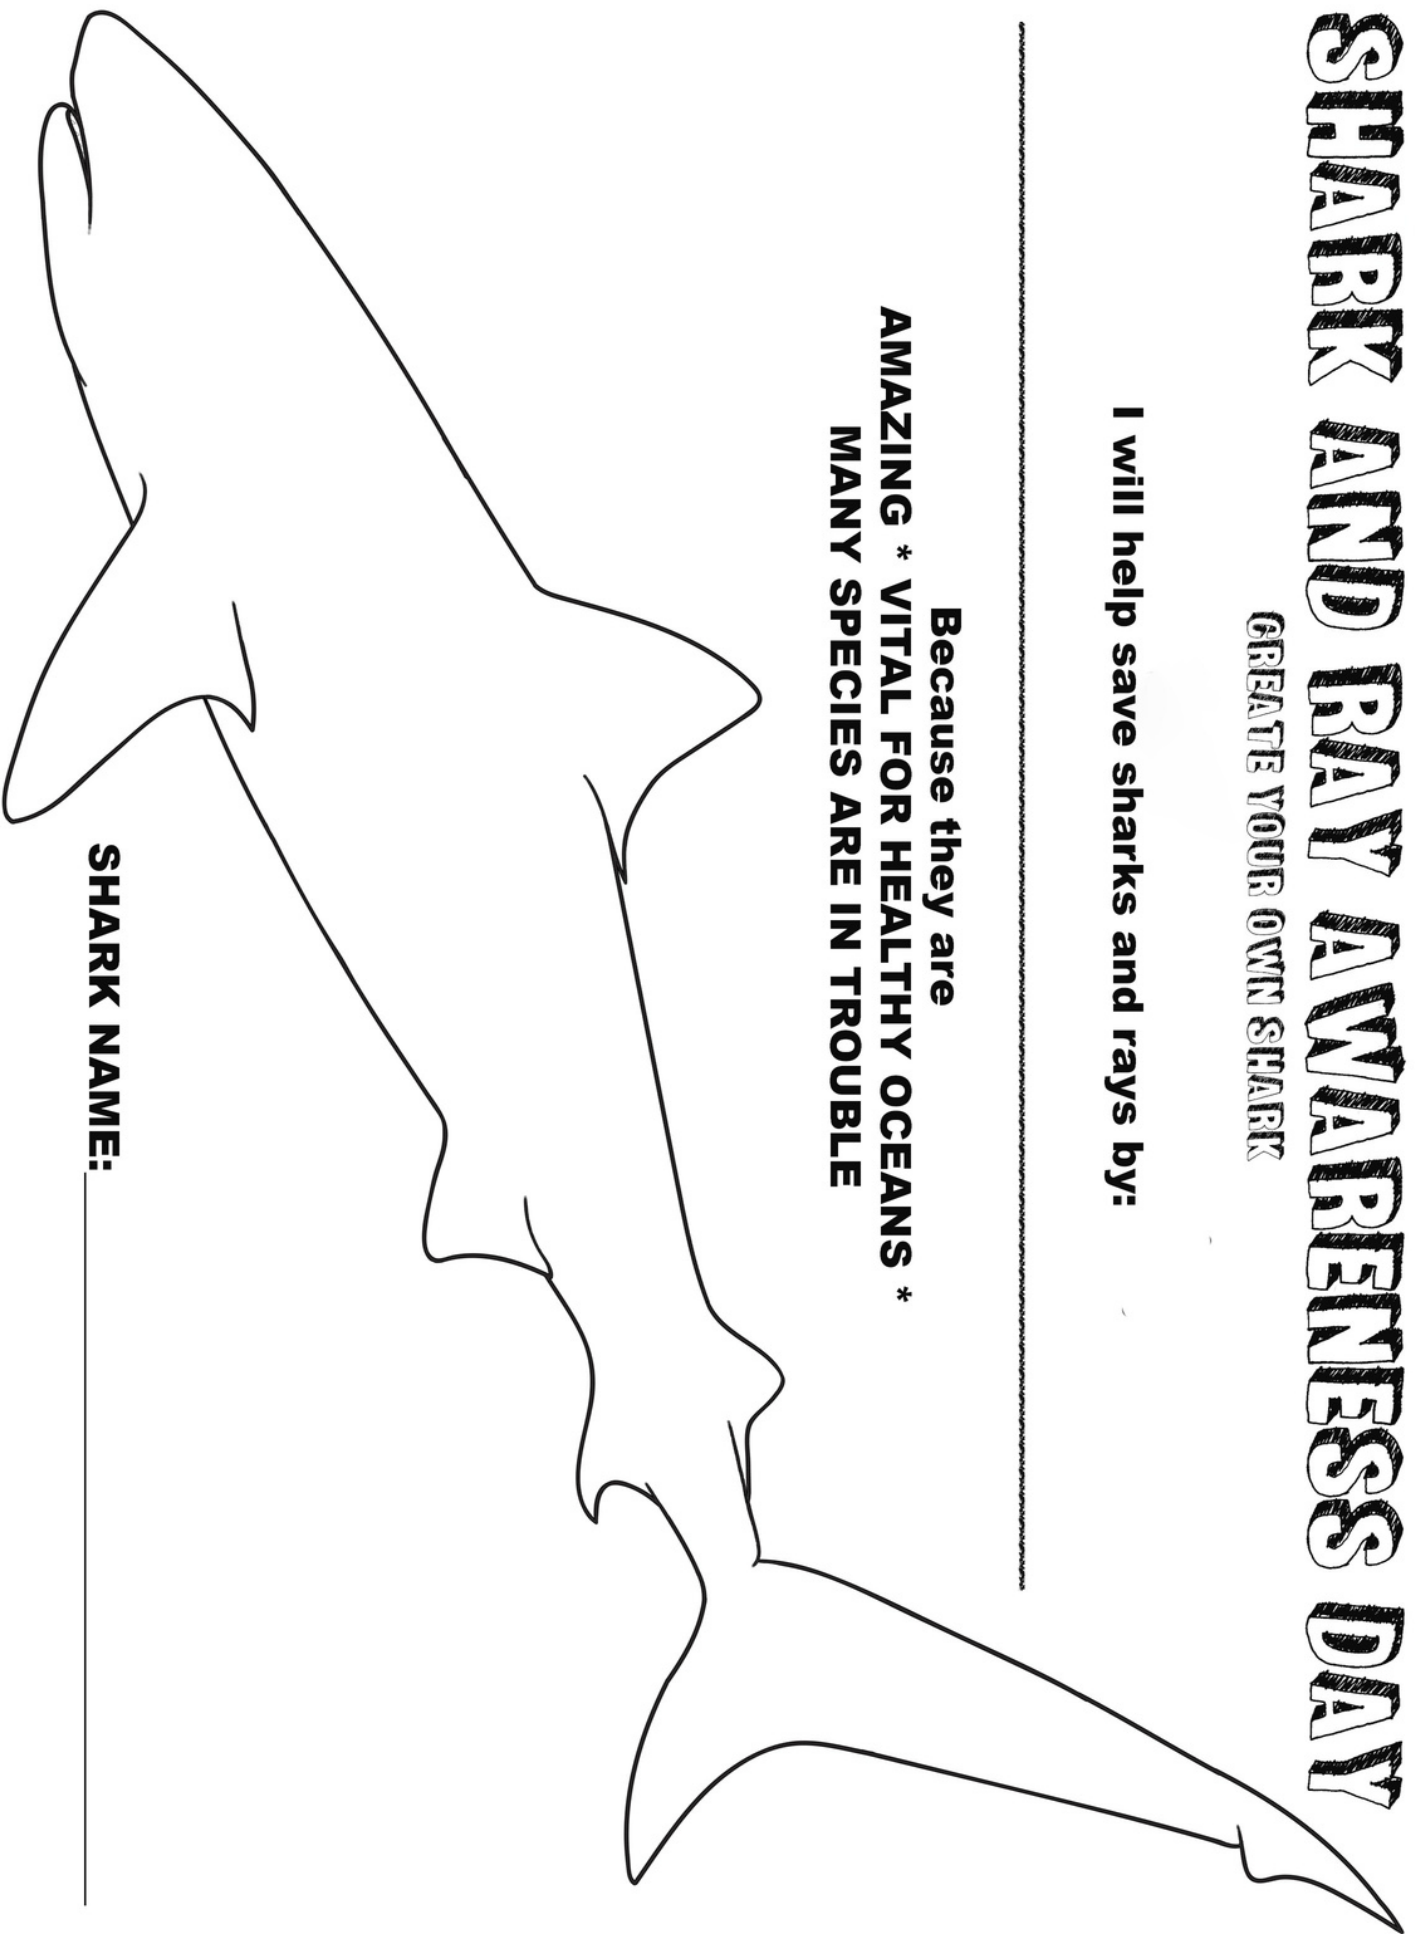 SHARK AND RAY AWARENESS DAY
CREATE YOUR OWN SHARK
I will help save sharks and rays by:
Because they are
AMAZING * VITAL FOR HEALTHY OCEANS *
MANY SPECIES ARE IN TROUBLE
SHARK NAME: